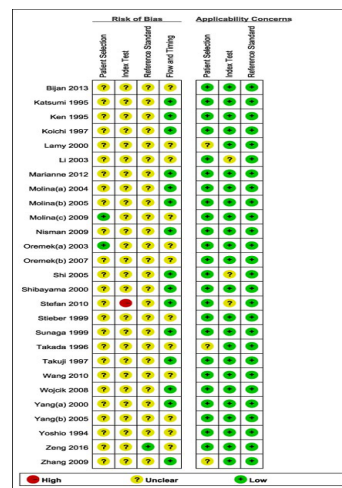 Risk of Bias Applicability Concerns
Patient Selection
Index Test
Reference Standard
Flow and Timing
Patient Selection
Index Test
Reference Standard
Bijan 2013 ? ? ? ? + + +
Katsumi 1995 ? ? ? + + + +
Ken 1995 ? ? ? + + + +
Koichi 1997 ? ? ? + + + +
Lamy 2000 ? ? ? ? ? + +
Li 2003 ? ? ? ? + ? +
Marianne 2012 ? ? ? + + + +
Molina(a) 2004 ? ? ? + + + +
Molina(b) 2005 ? ? ? + + + +
Molina(c) 2009 + ? ? ? + + +
Nisman 2009 ? ? ? + + + +
Oremek(a) 2003 + ? ? ? + + +
Oremek(b) 2007 ? ? ? ? + + +
Shi 2005 ? ? ? + + ? +
Shibayama 2000 ? ? ? + + + +
Stefan 2010 ? ? + + ? +
Stieber 1999 ? ? ? ? + + +
Sunaga 1999 ? ? ? + + + +
Takada 1996 ? ? ? ? ? + +
Takuji 1997 ? ? ? + + + +
Wang 2010 ? ? ? ? + + +
Wojcik 2008 ? ? ? + + + +
Yang(a) 2000 ? ? ? + + + +
Yang(b) 2005 ? ? ? ? + + +
Yoshio 1994 ? ? ? ? + + +
Zeng 2016 ? ? + ? + + +
Zhang 2009 ? ? ? + ? + +
High ? Unclear + Low